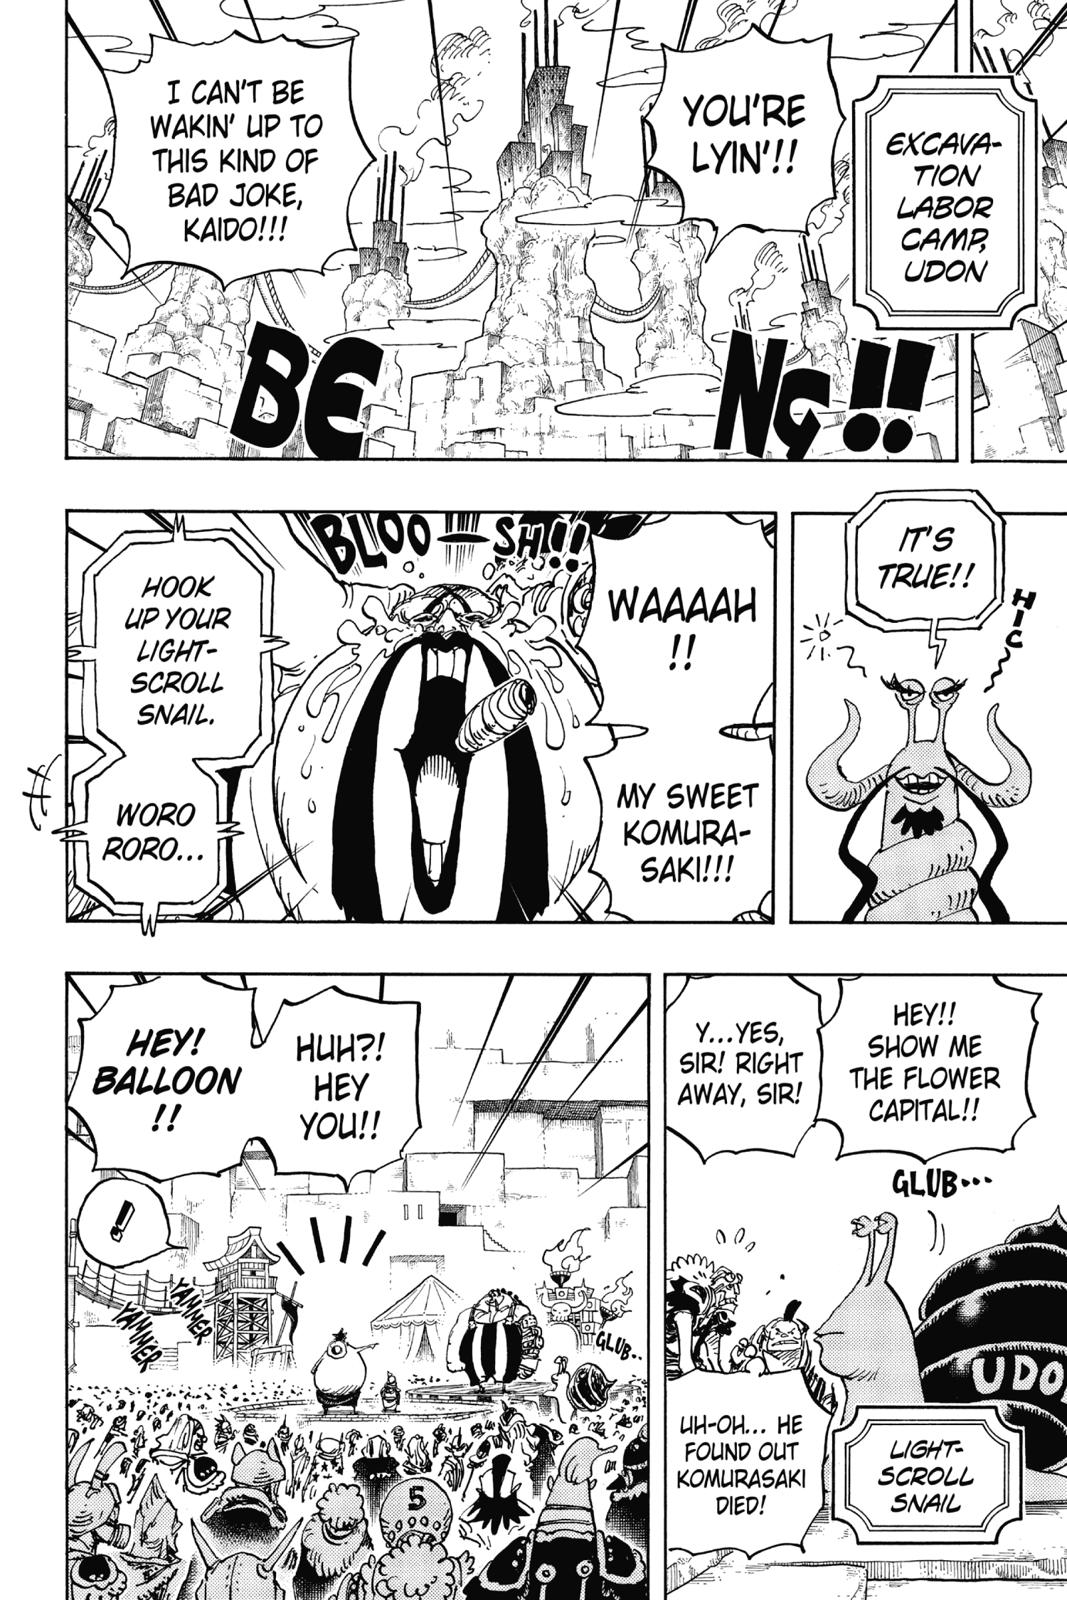 EXCAVA-
TION
LABOR
CAMP,
UDON
YOU'RE
LYIN'!!
I CAN'T BE
WAKIN' UP TO
THIS KIND OF
BAD JOKE,
KAIDO!!!
BE
NG!!
IT'S
TRUE!!
HIC
BLOO—SH!!
WAAAAH
!!
MY SWEET
KOMURA-
SAKI!!!
HOOK
UP YOUR
LIGHT-
SCROLL
SNAIL.
WORO
RORO...
HEY!!
SHOW ME
THE FLOWER
CAPITAL!!
Y...YES,
SIR! RIGHT
AWAY, SIR!
GLUB...
UDO
UH-OH... HE
FOUND OUT
KOMURASAKI
DIED!
LIGHT-
SCROLL
SNAIL
HUH?!
HEY
YOU!!
HEY!
BALLOON
!!
!
YAMMER
YAMMER
GLUB...
5